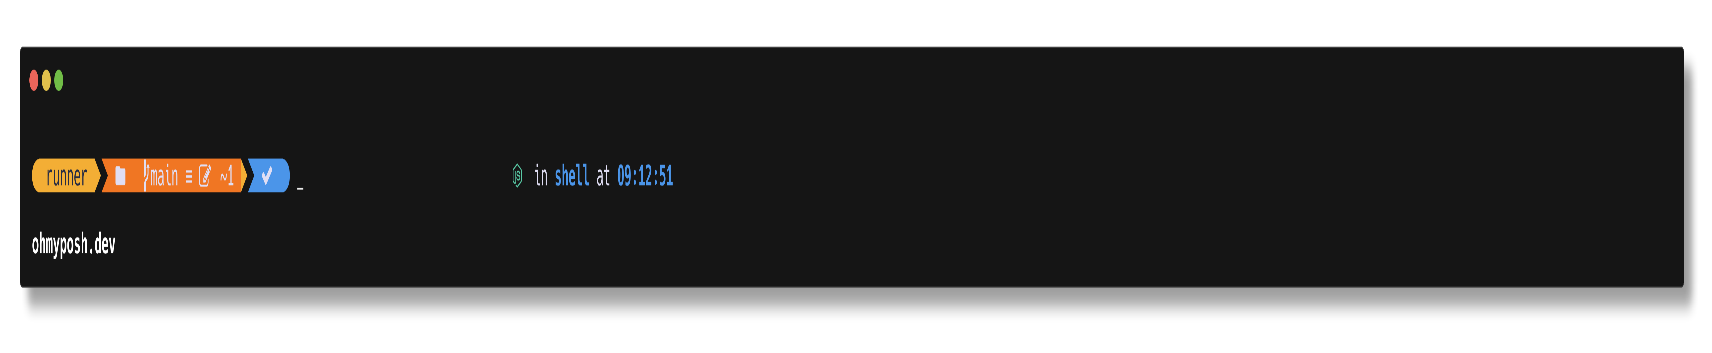 runner main ≡ ~1 in shell at 09:12:51
ohmyposh.dev